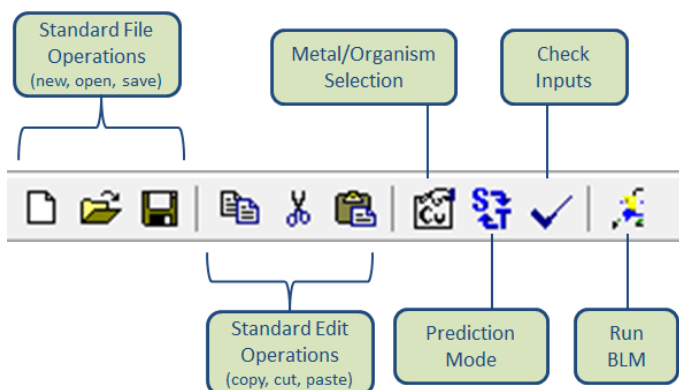 Standard File
Operations
(new, open, save)
Metal/Organism
Selection
Check
Inputs
Cu
S
T
Standard Edit
Operations
(copy, cut, paste)
Prediction
Mode
Run
BLM